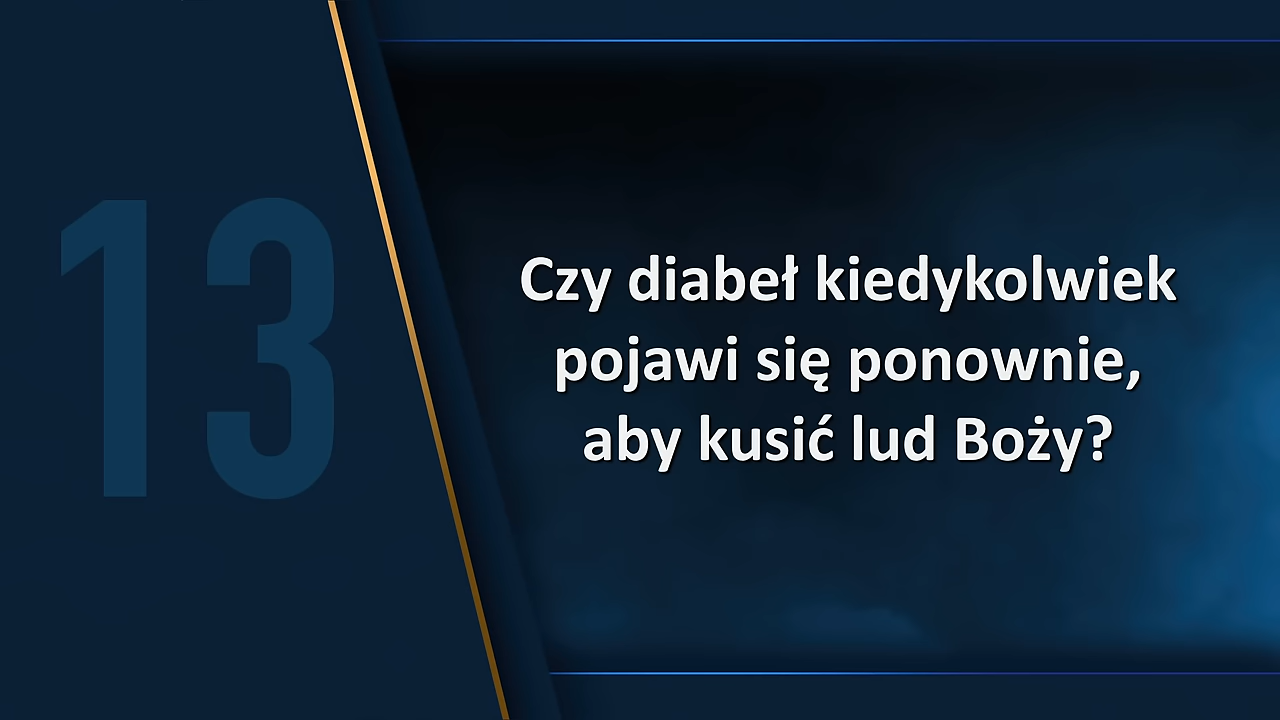 13
Czy diabeł kiedykolwiek
pojawi się ponownie,
aby kusić lud Boży?